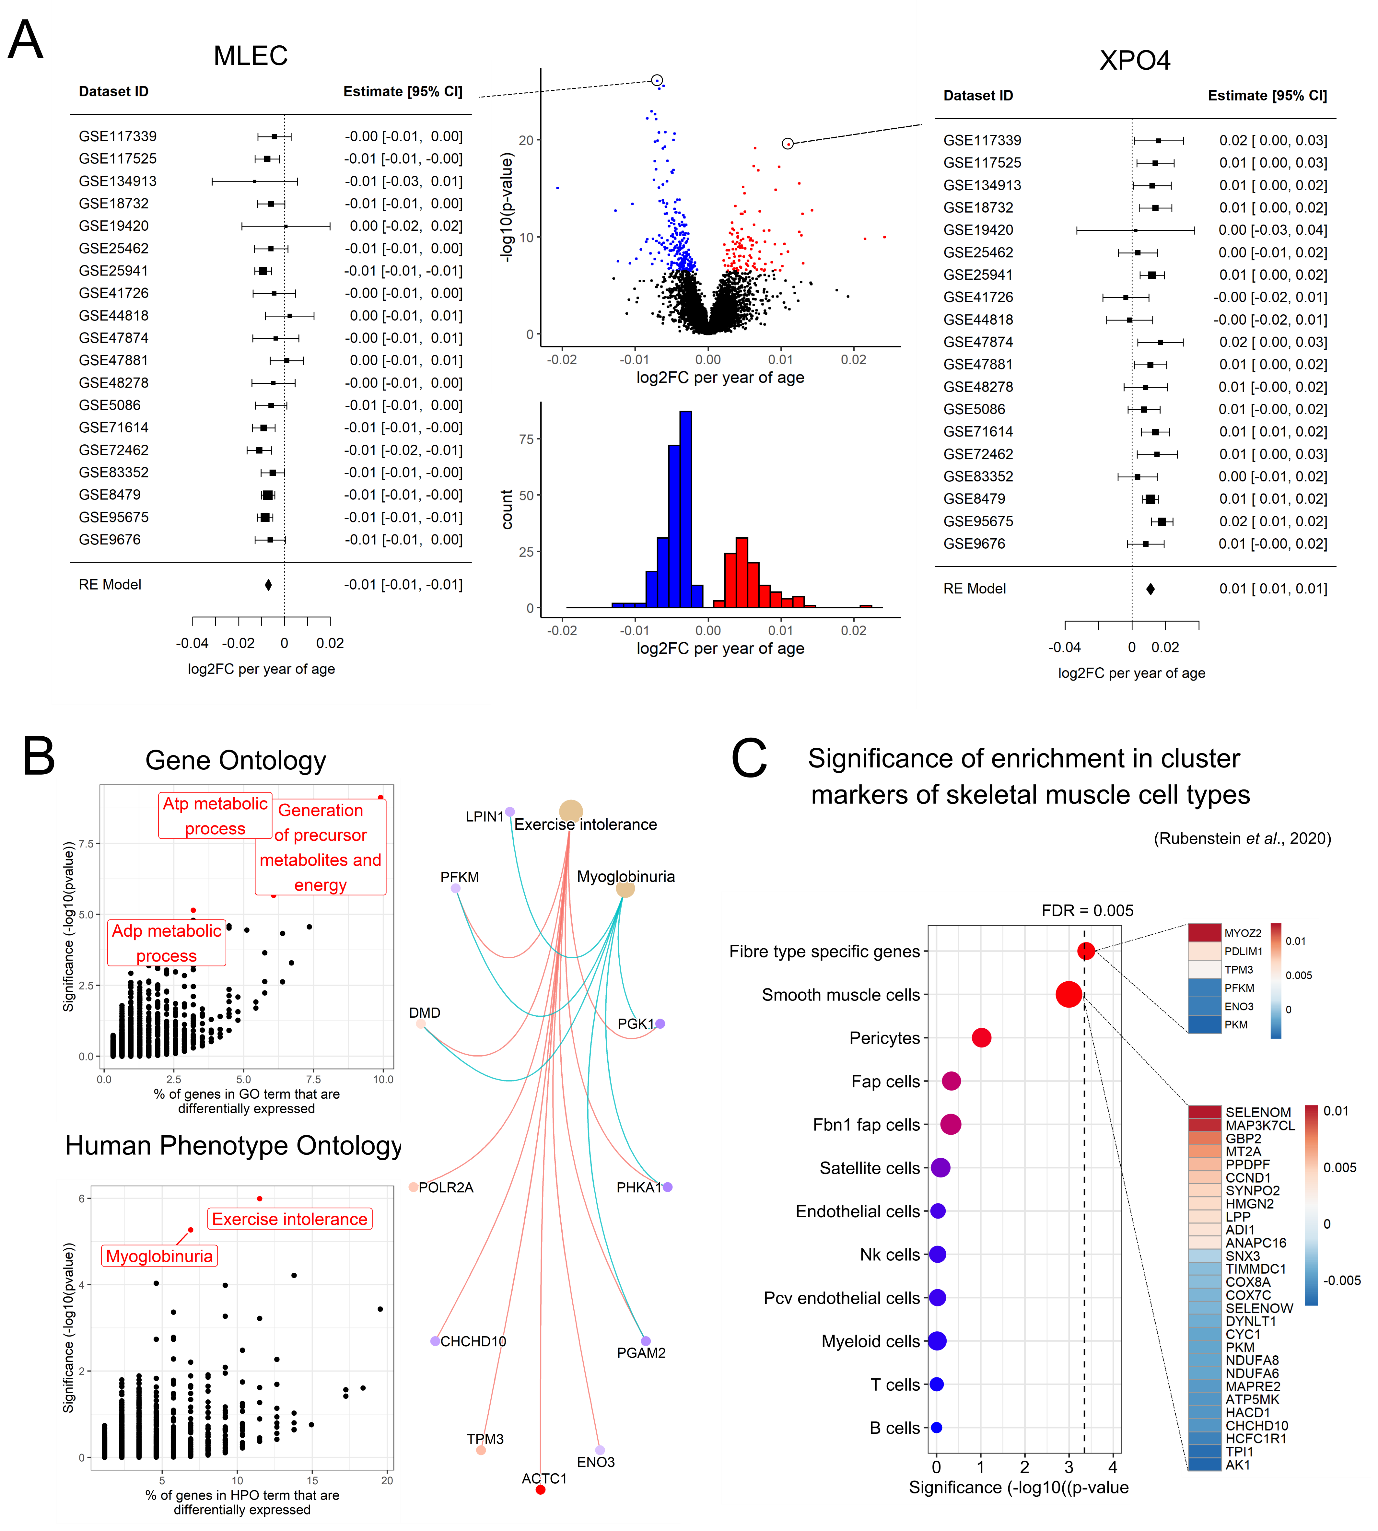 A
MLEC
Dataset ID Estimate [95% CI]
GSE117339 -0.00 [-0.01, 0.00]
GSE117525 -0.01 [-0.01, -0.00]
GSE134913 -0.01 [-0.03, 0.01]
GSE18732 -0.01 [-0.01, -0.00]
GSE19420 0.00 [-0.02, 0.02]
GSE25462 -0.01 [-0.01, 0.00]
GSE25941 -0.01 [-0.01, -0.01]
GSE41726 -0.00 [-0.01, 0.00]
GSE44818 0.00 [-0.01, 0.01]
GSE47874 -0.00 [-0.01, 0.01]
GSE47881 0.00 [-0.01, 0.01]
GSE48278 -0.00 [-0.01, 0.00]
GSE5086 -0.01 [-0.01, 0.00]
GSE71614 -0.01 [-0.01, -0.00]
GSE72462 -0.01 [-0.02, -0.01]
GSE83352 -0.01 [-0.01, -0.00]
GSE8479 -0.01 [-0.01, -0.00]
GSE95675 -0.01 [-0.01, -0.01]
GSE9676 -0.01 [-0.01, 0.00]
RE Model -0.01 [-0.01, -0.01]
-0.04 -0.02 0 0.02
log2FC per year of age
-log10(p-value)
20
10
0
-0.02 -0.01 0.00 0.01 0.02
log2FC per year of age
count
75
50
25
0
-0.02 -0.01 0.00 0.01 0.02
log2FC per year of age
XPO4
Dataset ID Estimate [95% CI]
GSE117339 0.02 [ 0.00, 0.03]
GSE117525 0.01 [ 0.00, 0.03]
GSE134913 0.01 [ 0.00, 0.02]
GSE18732 0.01 [ 0.00, 0.02]
GSE19420 0.00 [-0.03, 0.04]
GSE25462 0.00 [-0.01, 0.02]
GSE25941 0.01 [ 0.00, 0.02]
GSE41726 -0.00 [-0.02, 0.01]
GSE44818 -0.00 [-0.02, 0.01]
GSE47874 0.02 [ 0.00, 0.03]
GSE47881 0.01 [ 0.00, 0.02]
GSE48278 0.01 [-0.00, 0.02]
GSE5086 0.01 [-0.00, 0.02]
GSE71614 0.01 [ 0.01, 0.02]
GSE72462 0.01 [ 0.00, 0.03]
GSE83352 0.00 [-0.01, 0.02]
GSE8479 0.01 [ 0.01, 0.02]
GSE95675 0.02 [ 0.01, 0.02]
GSE9676 0.01 [-0.00, 0.02]
RE Model 0.01 [ 0.01, 0.01]
-0.04 0 0.02
log2FC per year of age
B
Gene Ontology
Significance (-log10(pvalue))
7.5
5.0
2.5
0.0
Atp metabolic
process
Generation
of precursor
metabolites and
energy
Adp metabolic
process
0.0 2.5 5.0 7.5 10.0
% of genes in GO term that are
differentially expressed
Human Phenotype Ontology
Significance (-log10(pvalue))
6
4
2
0
Exercise intolerance
Myoglobinuria
5 10 15 20
% of genes in HPO term that are
differentially expressed
LPIN1
Exercise intolerance
PFKM
Myoglobinuria
DMD
PGK1
POLR2A
PHKA1
CHCHD10
PGAM2
TPM3
ENO3
ACTC1
C
Significance of enrichment in cluster
markers of skeletal muscle cell types
(Rubenstein et al., 2020)
FDR = 0.005
Fibre type specific genes
Smooth muscle cells
Pericytes
Fap cells
Fbn1 fap cells
Satellite cells
Endothelial cells
Nk cells
Pcv endothelial cells
Myeloid cells
T cells
B cells
0 1 2 3 4
Significance (-log10((p-value
MYOZ2
PDLIM1
TPM3
PFKM
ENO3
PKM
0.01
0.005
0
SELENOM
MAP3K7CL
GBP2
MT2A
PPDPF
CCND1
SYNPO2
HMGN2
LPP
ADI1
ANAPC16
SNX3
TIMMDC1
COX8A
COX7C
SELENOW
DYNLT1
CYC1
PKM
NDUFA8
NDUFA6
MAPRE2
ATP5MK
HACD1
CHCHD10
HCFC1R1
TPI1
AK1
0.01
0.005
0
-0.005